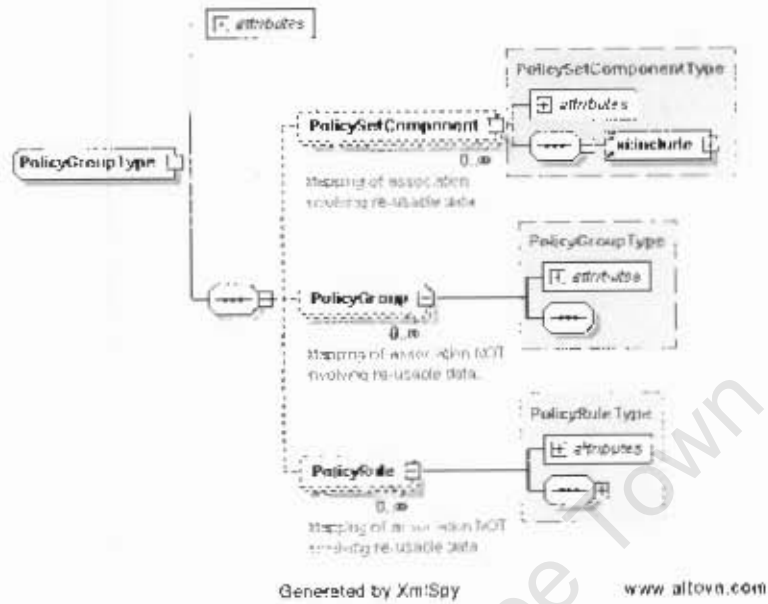 attributes
PolicySetComponentType
attributes
PolicySetComponent
xi:include
0..∞
PolicyGroupType
Mapping of association
involving re-usable data
PolicyGroupType
attributes
PolicyGroup
0..∞
Mapping of association NOT
involving re-usable data.
PolicyRuleType
attributes
PolicyRule
0..∞
Mapping of association NOT
involving re-usable data
Generated by XmlSpy
www.altova.com
Town